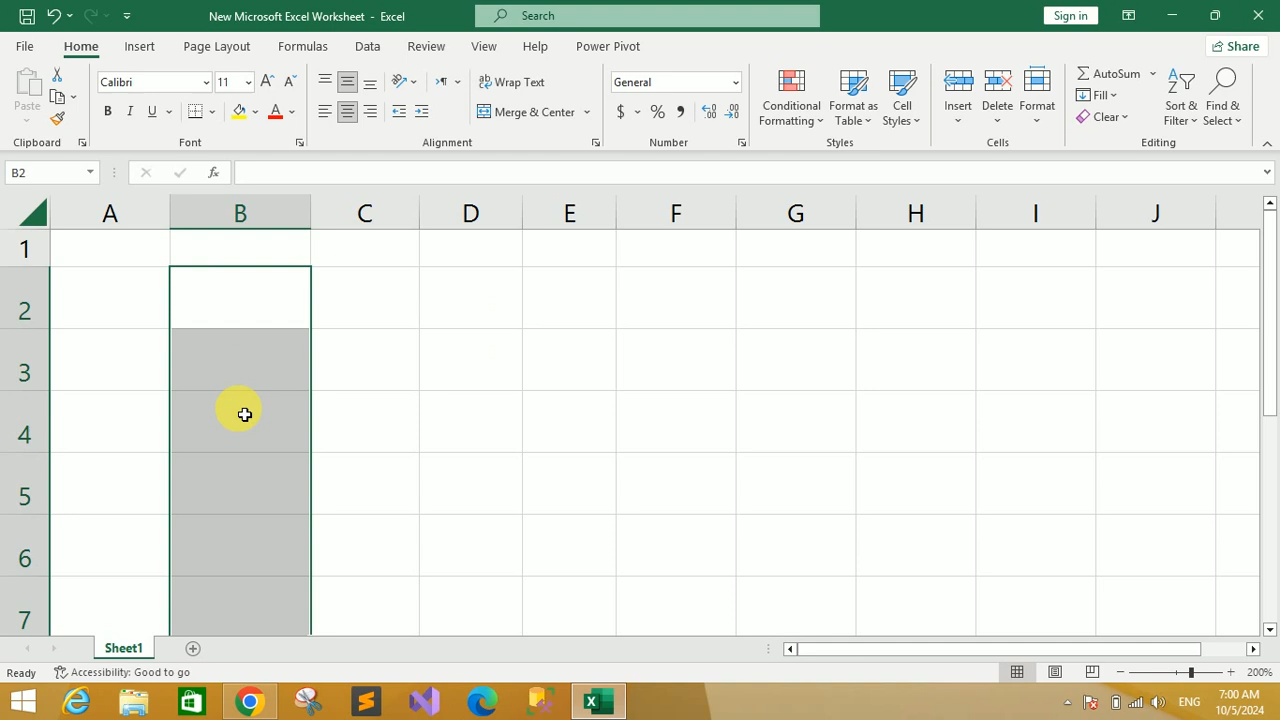 New Microsoft Excel Worksheet - Excel
Search
Sign in
File
Home
Insert
Page Layout
Formulas
Data
Review
View
Help
Power Pivot
Share
Paste
Calibri
11
B I U
Wrap Text
Merge & Center
General
$ % ,
Conditional
Formatting
Format as
Table
Cell
Styles
Insert
Delete
Format
AutoSum
Fill
Clear
Sort &
Filter
Find &
Select
Clipboard
Font
Alignment
Number
Styles
Cells
Editing
B2
fx
A B C D E F G H I J
1
2
3
4
5
6
7
Sheet1
Ready
Accessibility: Good to go
200%
ENG
7:00 AM
10/5/2024